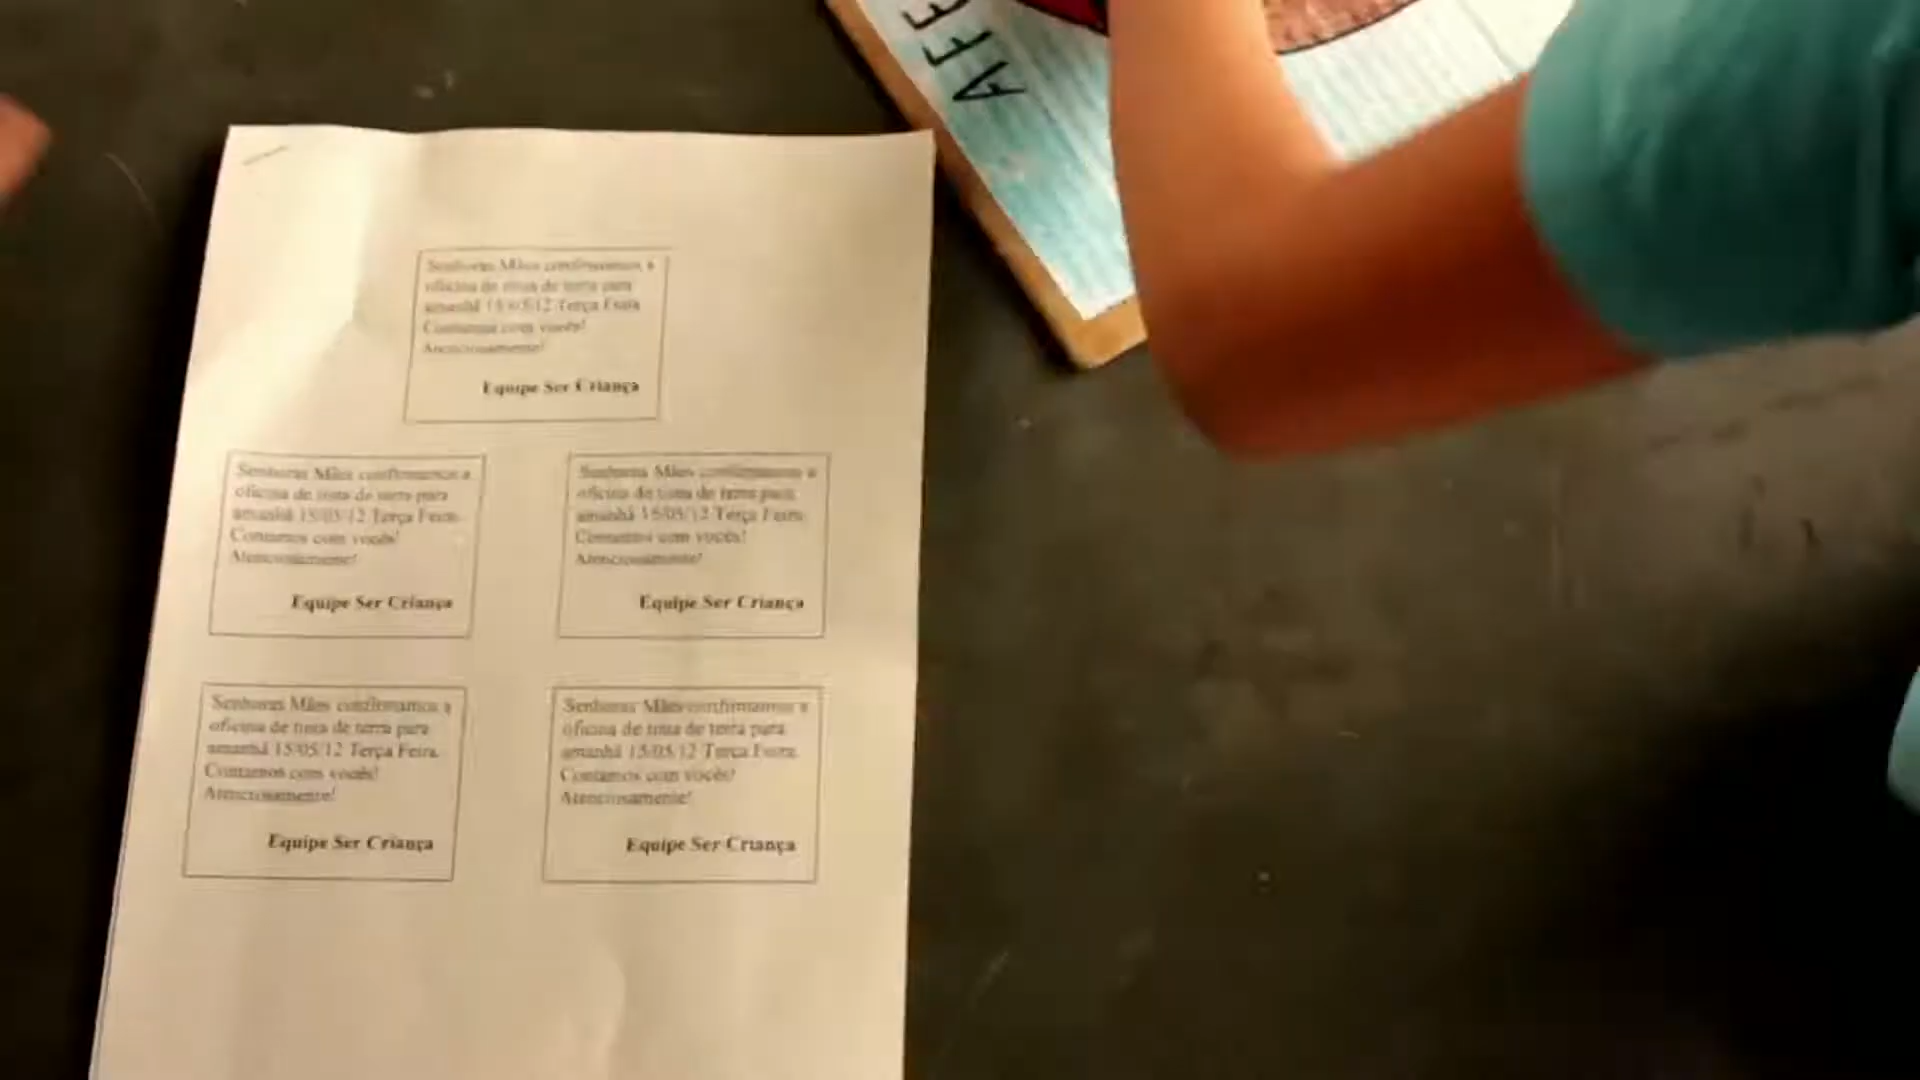 AFE
Senhoras Mães confirmamos a
oficina de tinta de terra para
amanhã 15/05/12 Terça Feira.
Contamos com vocês!
Atenciosamente!
Equipe Ser Criança
Senhoras Mães confirmamos a
oficina de tinta de terra para
amanhã 15/05/12 Terça Feira.
Contamos com vocês!
Atenciosamente!
Equipe Ser Criança
Senhoras Mães confirmamos a
oficina de tinta de terra para
amanhã 15/05/12 Terça Feira.
Contamos com vocês!
Atenciosamente!
Equipe Ser Criança
Senhoras Mães confirmamos a
oficina de tinta de terra para
amanhã 15/05/12 Terça Feira.
Contamos com vocês!
Atenciosamente!
Equipe Ser Criança
Senhoras Mães confirmamos a
oficina de tinta de terra para
amanhã 15/05/12 Terça Feira.
Contamos com vocês!
Atenciosamente!
Equipe Ser Criança